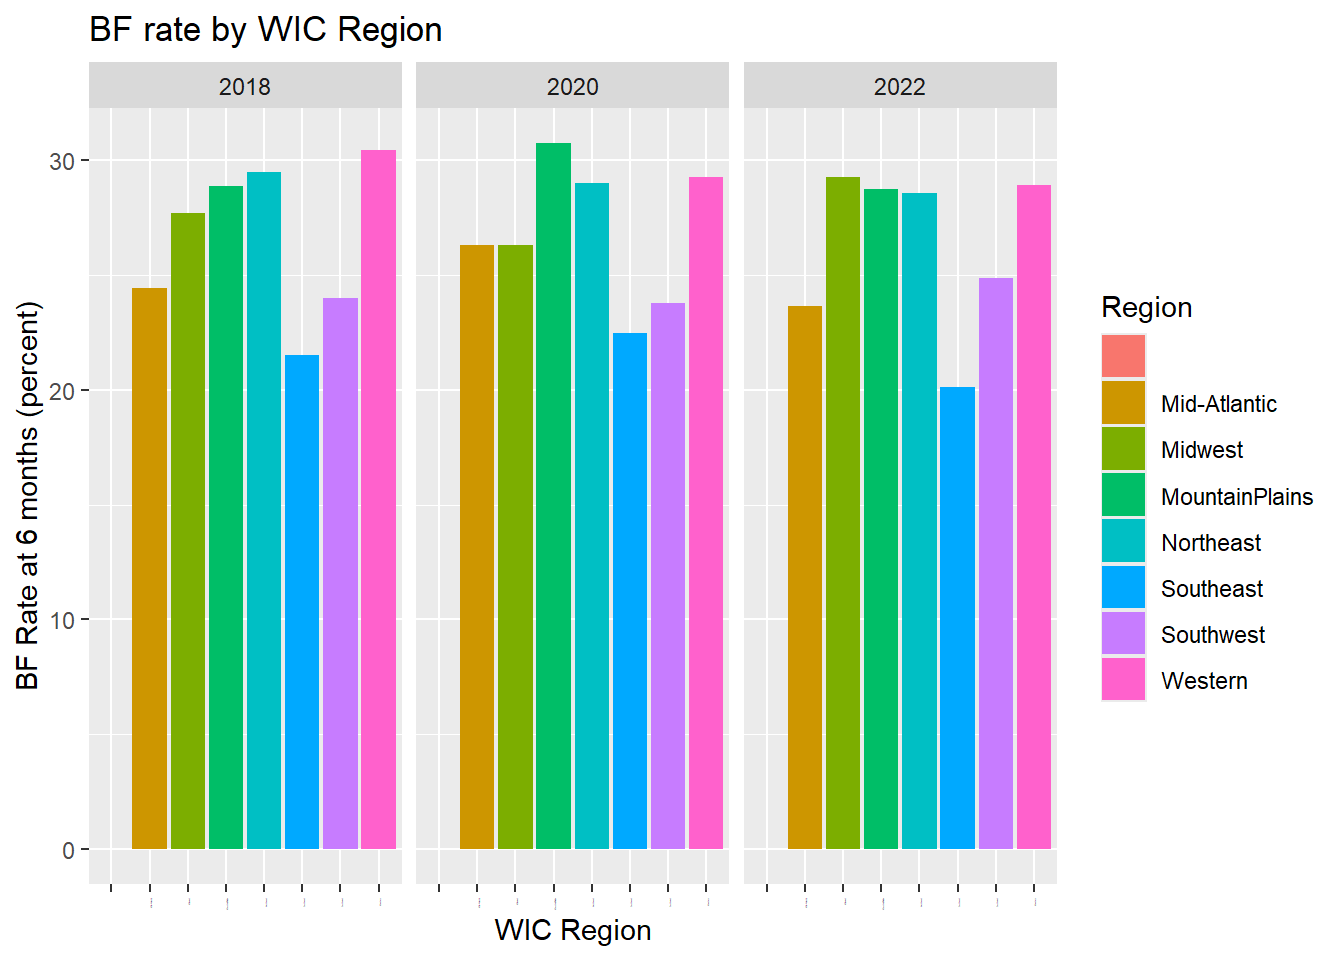 BF rate by WIC Region
2018 2020 2022
BF Rate at 6 months (percent)
30
20
10
0
WIC Region
Region
Mid-Atlantic
Midwest
MountainPlains
Northeast
Southeast
Southwest
Western